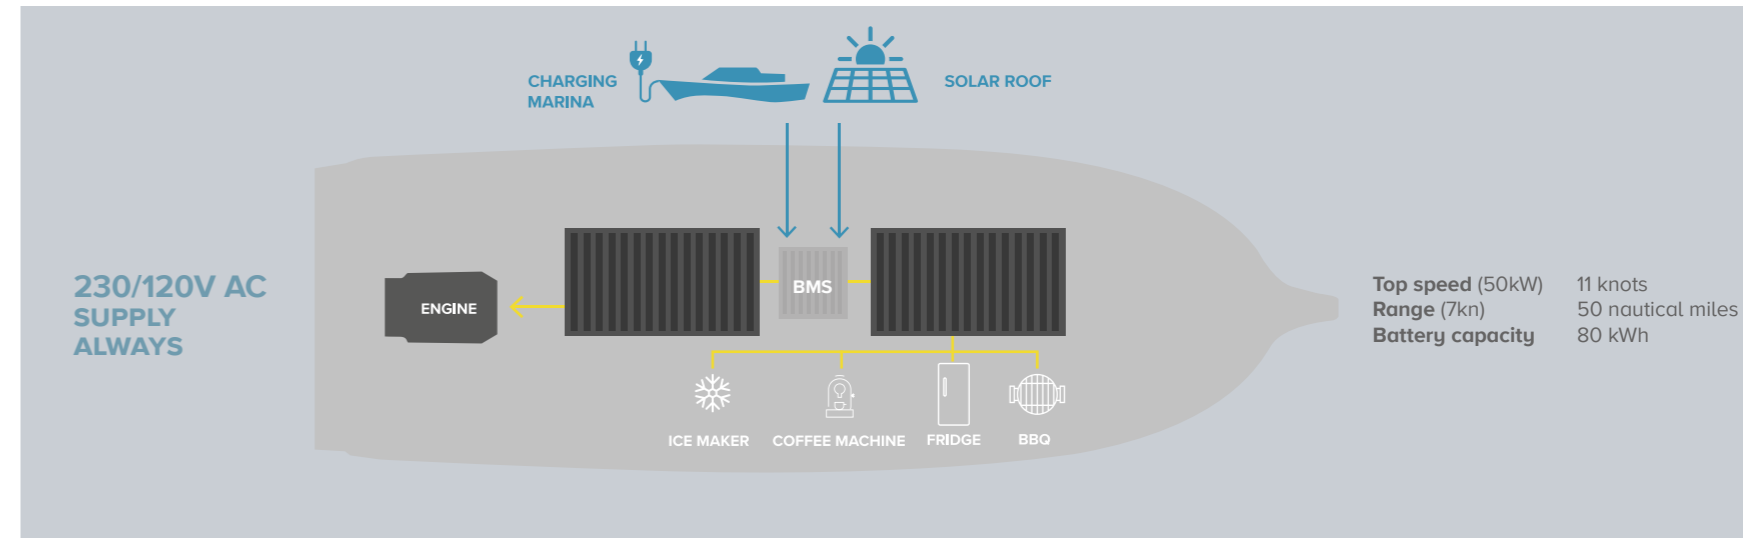 CHARGING
MARINA
SOLAR ROOF
230/120V AC
SUPPLY
ALWAYS
ENGINE
BMS
Top speed (50kW) 11 knots
Range (7kn) 50 nautical miles
Battery capacity 80 kWh
ICE MAKER COFFEE MACHINE FRIDGE BBQ